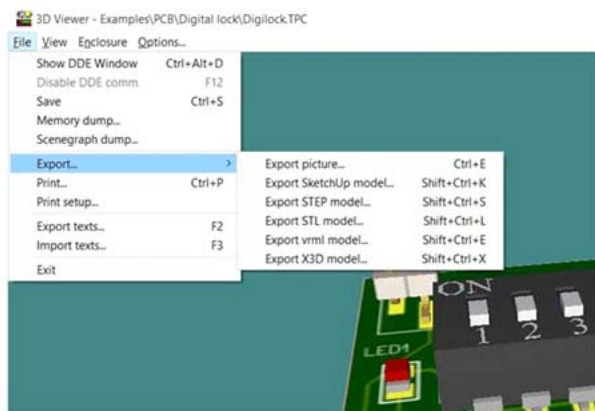 3D Viewer - Examples\PCB\Digital lock\Digilock.TPC
File View Enclosure Options...
Show DDE Window Ctrl+Alt+D
Disable DDE comm F12
Save Ctrl+S
Memory dump...
Scenegraph dump...
Export... >
Print... Ctrl+P
Print setup...
Export texts... F2
Import texts... F3
Exit
Export picture... Ctrl+E
Export SketchUp model... Shift+Ctrl+K
Export STEP model... Shift+Ctrl+S
Export STL model... Shift+Ctrl+L
Export vrml model... Shift+Ctrl+E
Export X3D model... Shift+Ctrl+X
ON
1 2 3
LED1